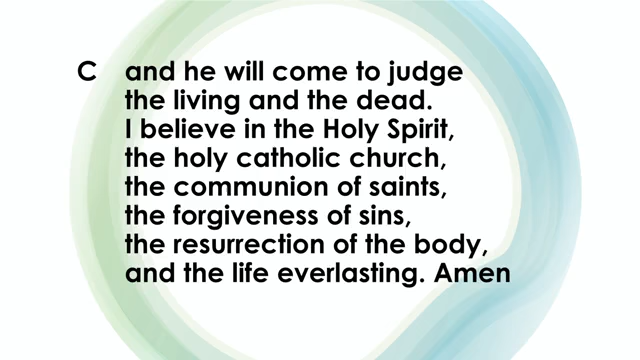 C and he will come to judge
the living and the dead.
I believe in the Holy Spirit,
the holy catholic church,
the communion of saints,
the forgiveness of sins,
the resurrection of the body,
and the life everlasting. Amen